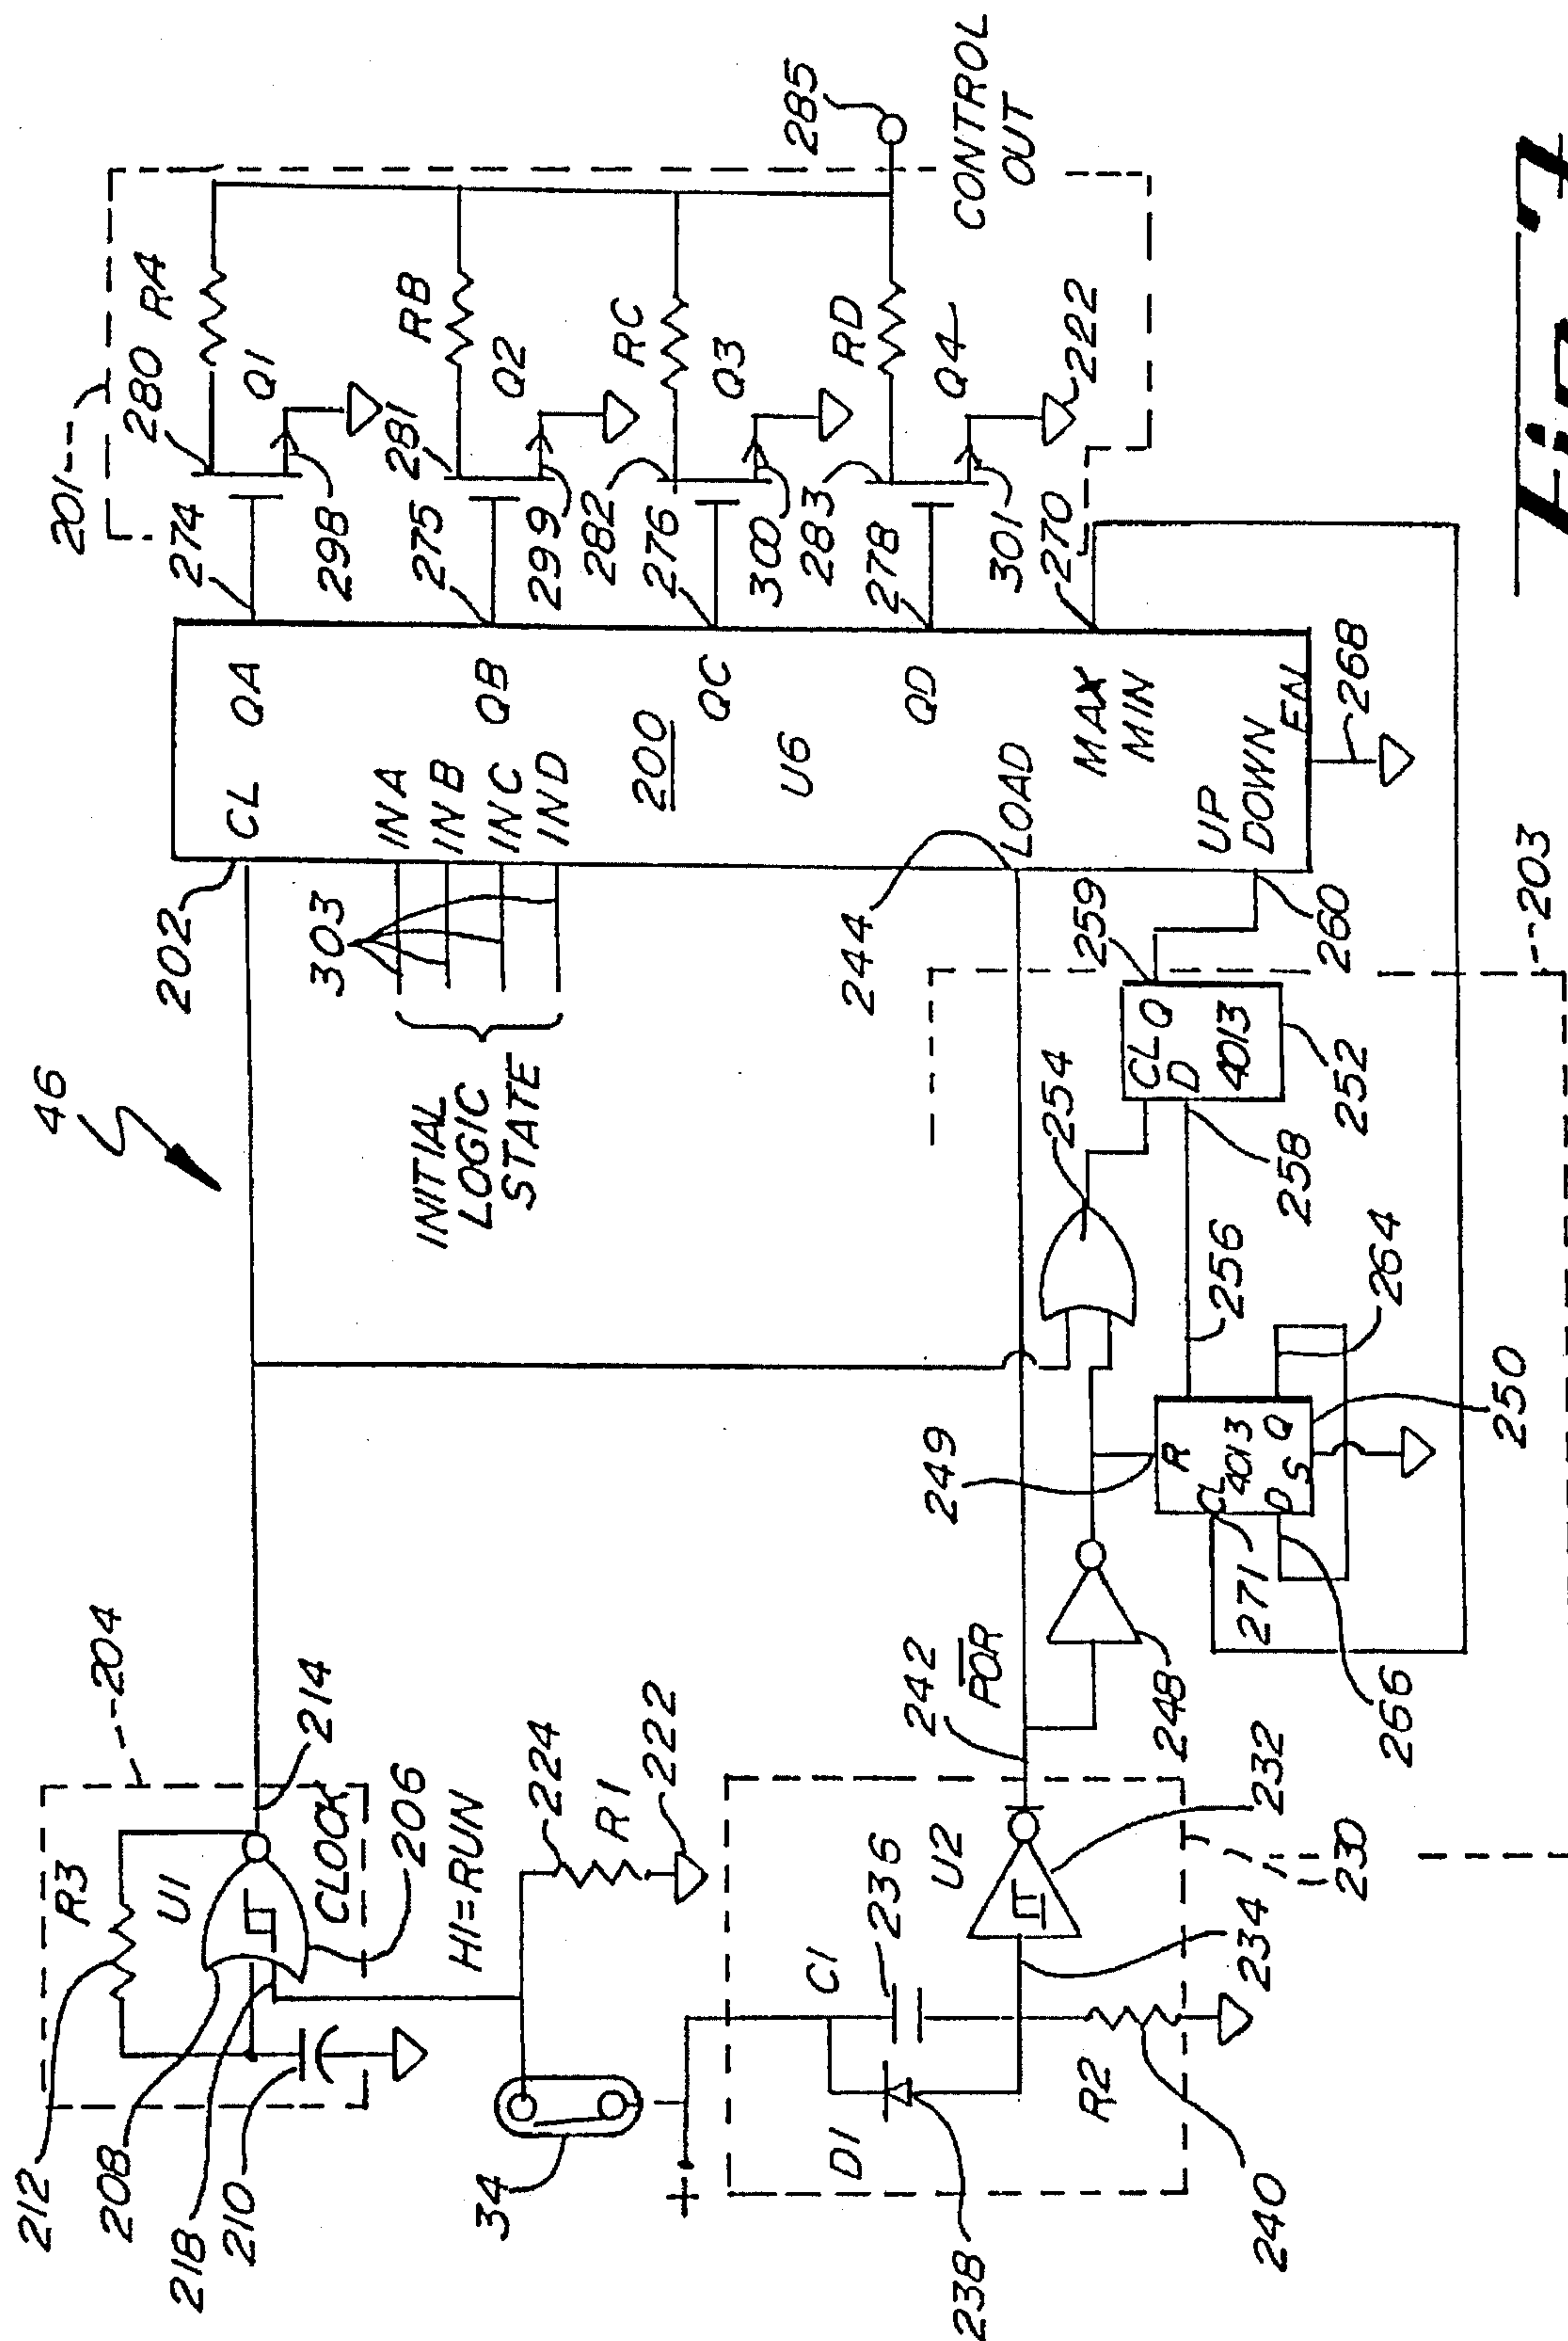 46
204
212
R3
U1
208
218
210
CLOCK
206
214
HI=RUN
34
224
R1
222
+
D1
C1
236
U2
238
R2
240
234
232
230
242
POR
248
249
R
CL
4013
D
S
Q
271
266
250
264
256
254
258
CL Q
D
4013
252
259
260
203
202
303
INITIAL
LOGIC
STATE
244
CL
QA
IN A
IN B
IN C
IN D
QB
200
QC
U6
QD
LOAD
MAX
MIN
UP
DOWN
EN
268
201
274
280
RA
Q1
298
275
281
RB
Q2
299
282
276
RC
Q3
300
283
278
RD
Q4
301
270
222
285
CONTROL
OUT